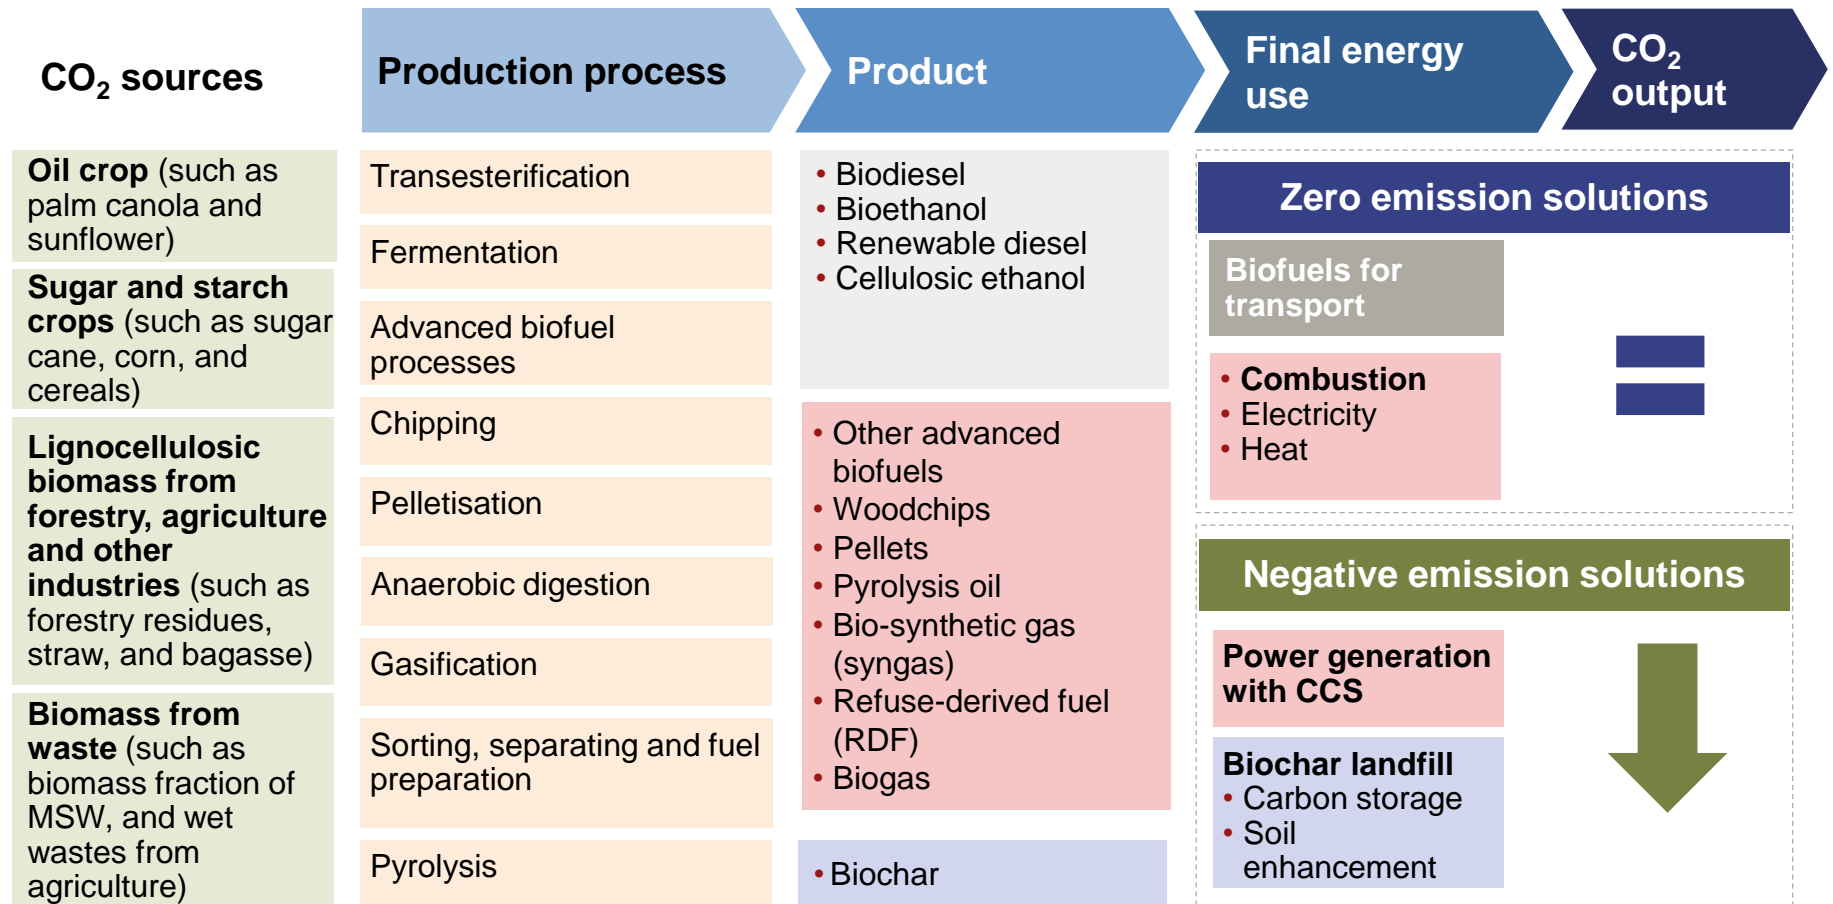 CO₂ sources
Production process
Product
Final energy
use
CO₂
output
Oil crop (such as
palm canola and
sunflower)
Sugar and starch
crops (such as sugar
cane, corn, and
cereals)
Lignocellulosic
biomass from
forestry, agriculture
and other
industries (such as
forestry residues,
straw, and bagasse)
Biomass from
waste (such as
biomass fraction of
MSW, and wet
wastes from
agriculture)
Transesterification
Fermentation
Advanced biofuel
processes
Chipping
Pelletisation
Anaerobic digestion
Gasification
Sorting, separating and fuel
preparation
Pyrolysis
• Biodiesel
• Bioethanol
• Renewable diesel
• Cellulosic ethanol
• Other advanced
biofuels
• Woodchips
• Pellets
• Pyrolysis oil
• Bio-synthetic gas
(syngas)
• Refuse-derived fuel
(RDF)
• Biogas
• Biochar
Zero emission solutions
Biofuels for
transport
• Combustion
• Electricity
• Heat
Negative emission solutions
Power generation
with CCS
Biochar landfill
• Carbon storage
• Soil
enhancement